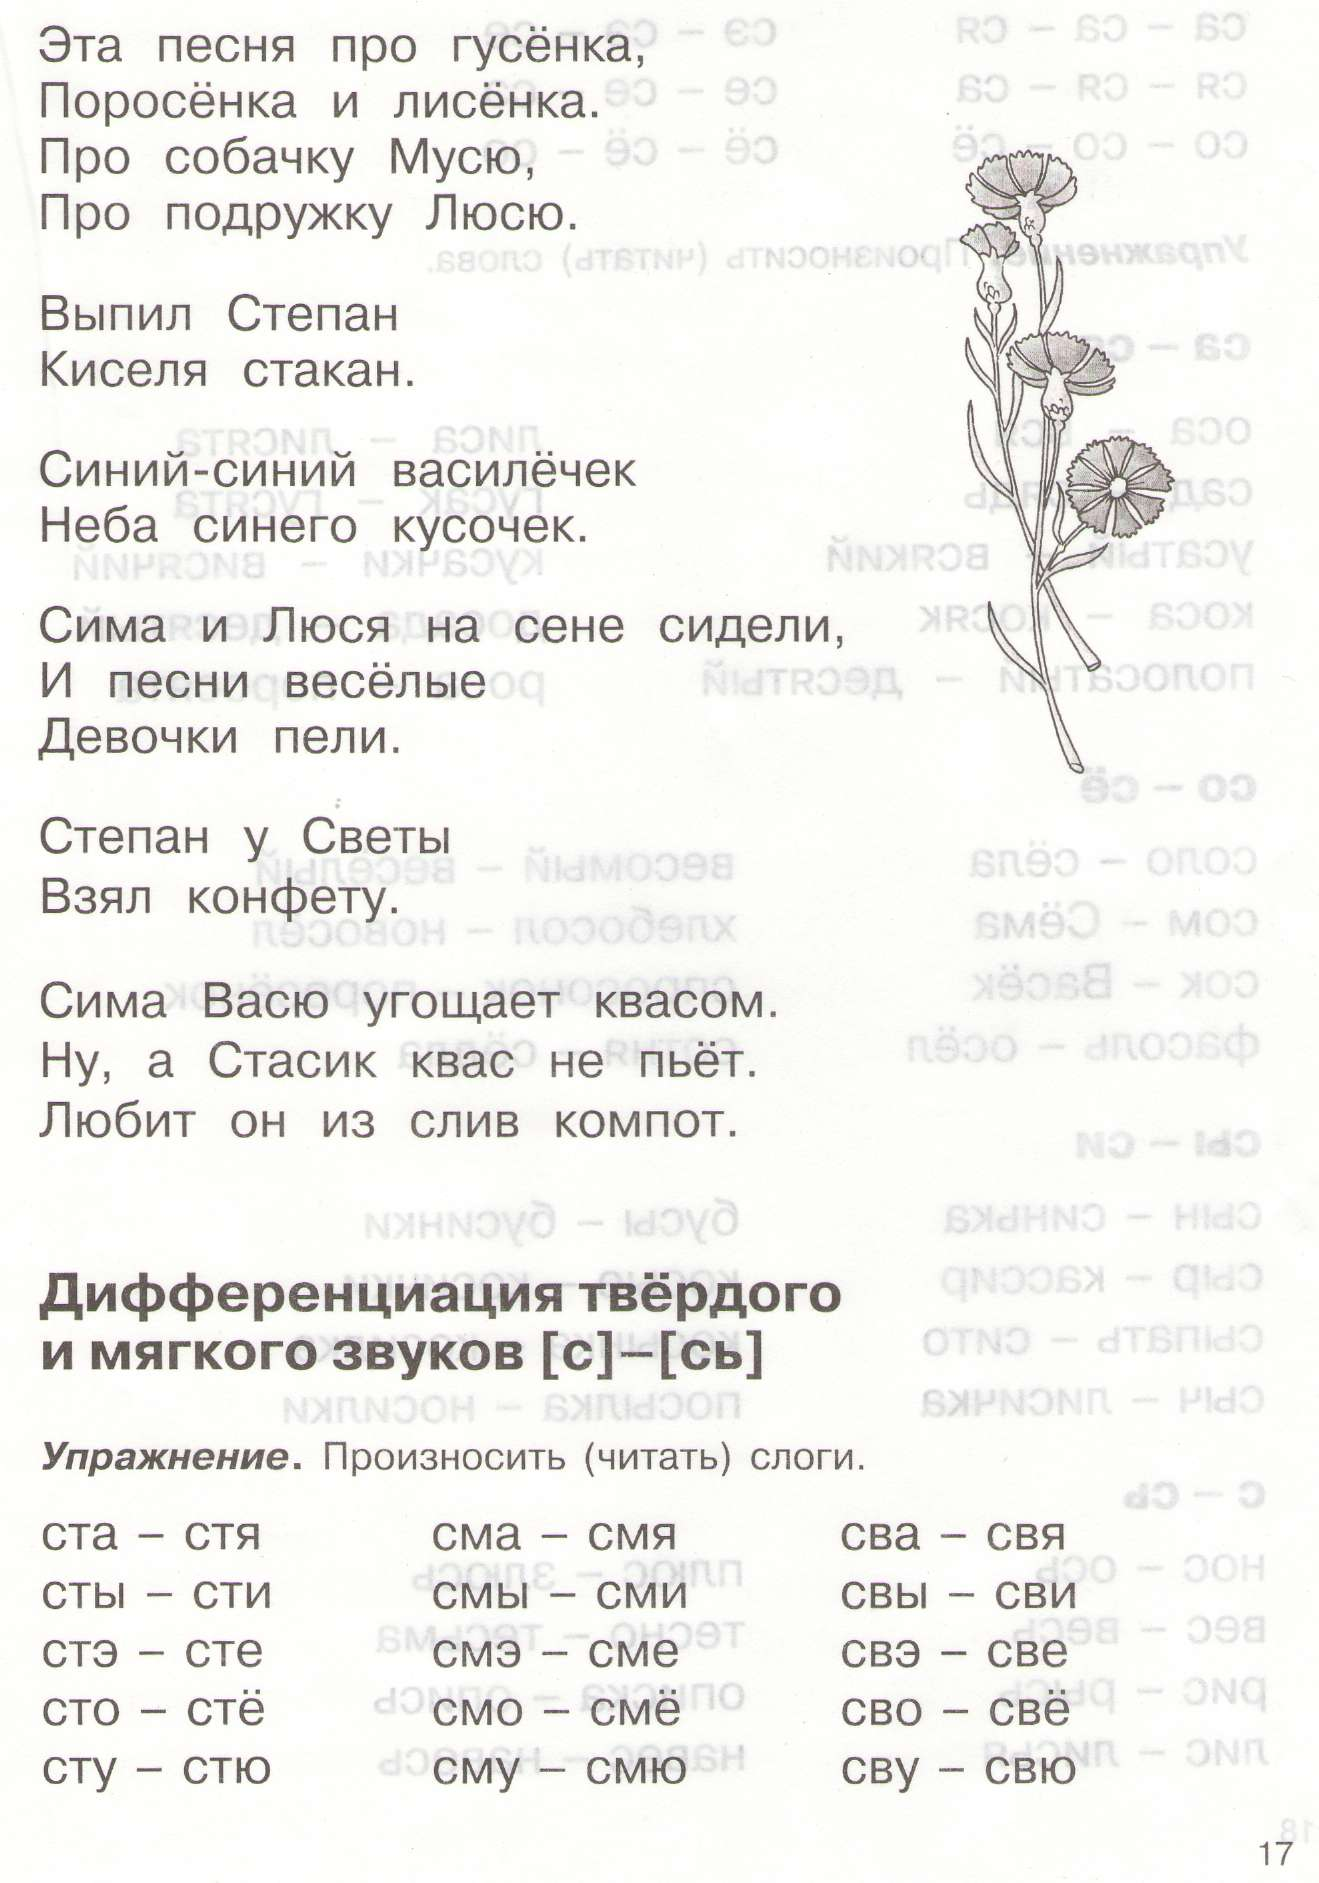 Эта песня про гусёнка,
Поросёнка и лисёнка.
Про собачку Мусю,
Про подружку Люсю.
Выпил Степан
Киселя стакан.
Синий-синий василёчек
Неба синего кусочек.
Сима и Люся на сене сидели,
И песни весёлые
Девочки пели.
Степан у Светы
Взял конфету.
Сима Васю угощает квасом.
Ну, а Стасик квас не пьёт.
Любит он из слив компот.
Дифференциация твёрдого
и мягкого звуков [с]–[сь]
Упражнение. Произносить (читать) слоги.
ста – стя сма – смя сва – свя
сты – сти смы – сми свы – сви
стэ – сте смэ – сме свэ – све
сто – стё смо – смё сво – свё
сту – стю сму – смю сву – свю
17